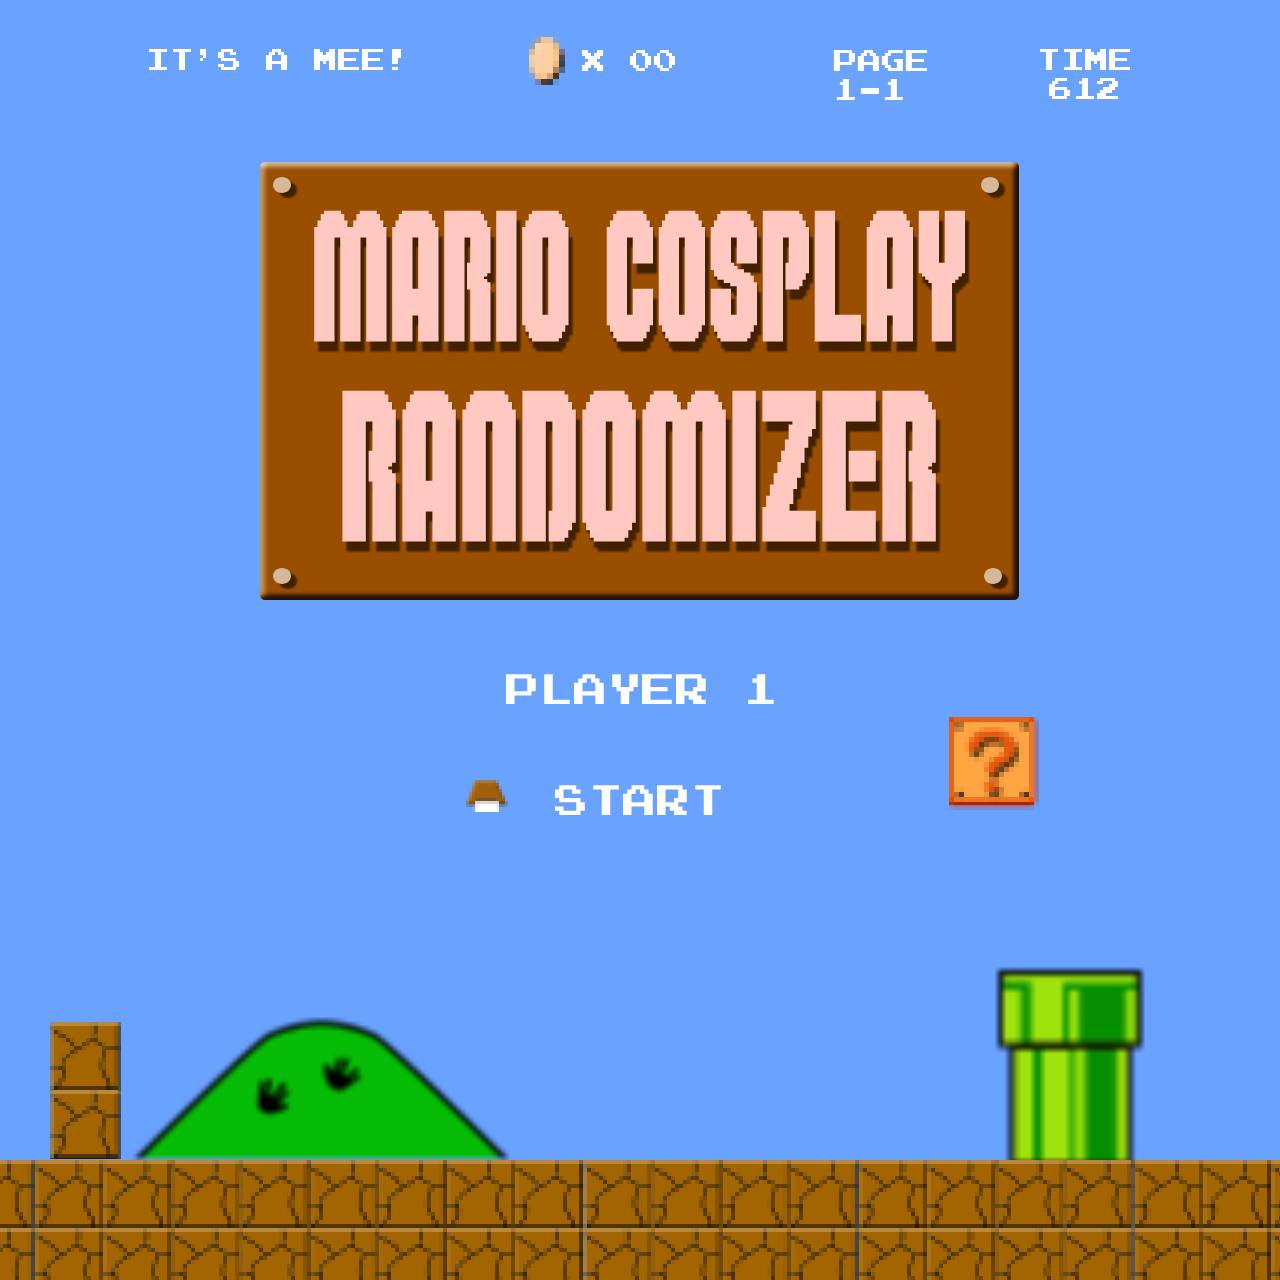 IT'S A MEE!
X 00
PAGE
1-1
TIME
612
MARIO COSPLAY
RANDOMIZER
PLAYER 1
START
?